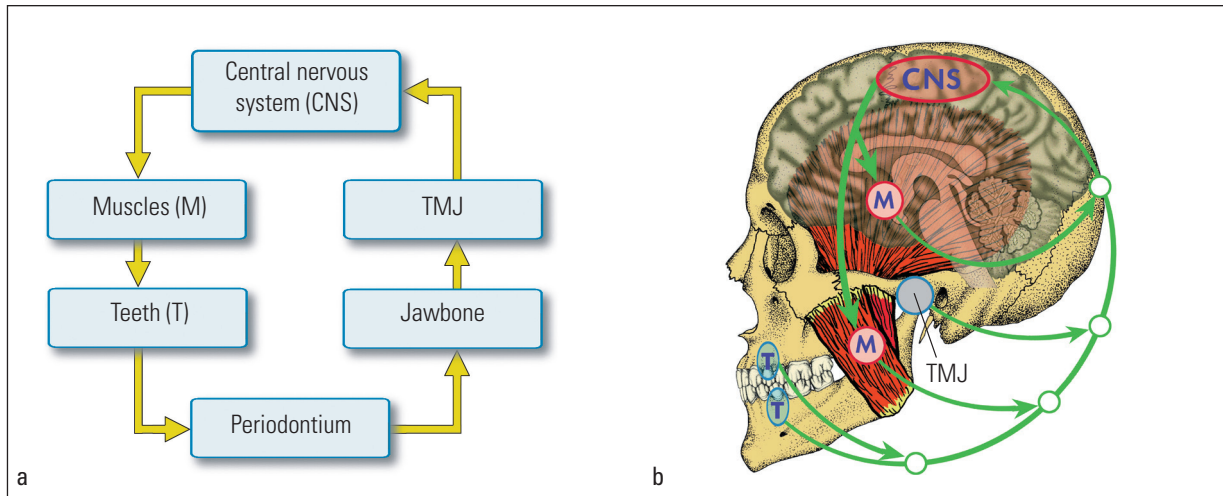 Central nervous
system (CNS)
Muscles (M)
TMJ
Teeth (T)
Jawbone
Periodontium
a
CNS
M
M
TMJ
T
T
b